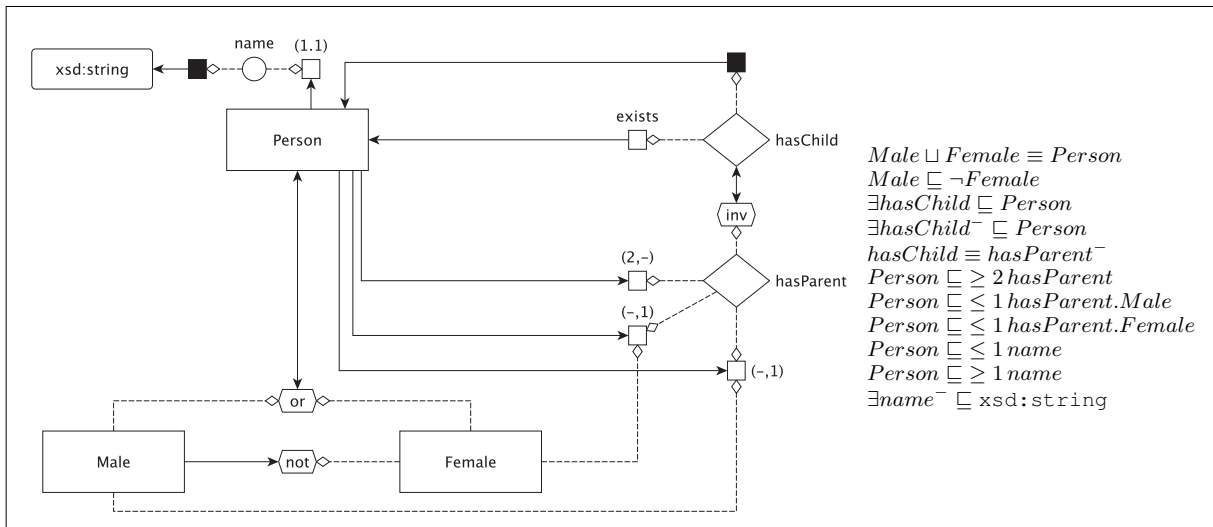 name
(1.1)
xsd:string
exists
Person
hasChild
inv
(2,-)
hasParent
(-,1)
(-,1)
or
Male
not
Female
Male ⊔ Female ≡ Person
Male ⊑ ¬Female
∃hasChild ⊑ Person
∃hasChild⁻ ⊑ Person
hasChild ≡ hasParent⁻
Person ⊑ ≥ 2 hasParent
Person ⊑ ≤ 1 hasParent.Male
Person ⊑ ≤ 1 hasParent.Female
Person ⊑ ≤ 1 name
Person ⊑ ≥ 1 name
∃name⁻ ⊑ xsd:string